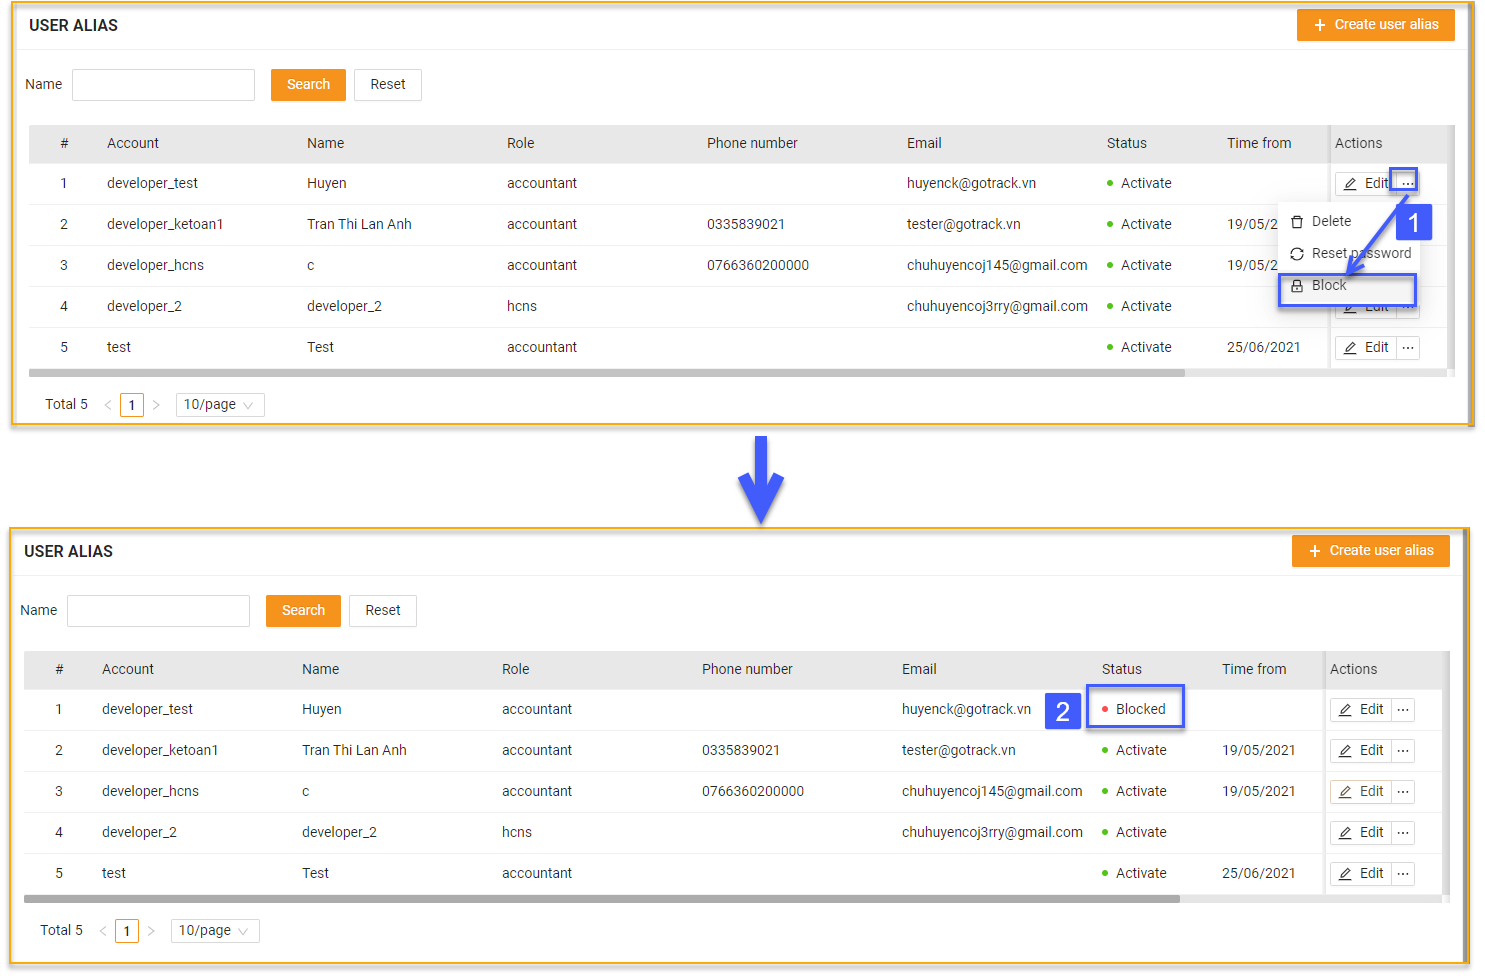 USER ALIAS
+ Create user alias
Name
Search
Reset
# Account Name Role Phone number Email Status Time from Actions
1 developer_test Huyen accountant huyenck@gotrack.vn Activate Edit ...
2 developer_ketoan1 Tran Thi Lan Anh accountant 0335839021 tester@gotrack.vn Activate 19/05/2
Delete
1
3 developer_hcns c accountant 0766360200000 chuhuyencoj145@gmail.com Activate 19/05/2
Reset password
Block
4 developer_2 developer_2 hcns chuhuyencoj3rry@gmail.com Activate Edit ...
5 test Test accountant Activate 25/06/2021 Edit ...
Total 5 < 1 > 10/page
USER ALIAS
+ Create user alias
Name
Search
Reset
# Account Name Role Phone number Email Status Time from Actions
1 developer_test Huyen accountant huyenck@gotrack.vn 2 Blocked Edit ...
2 developer_ketoan1 Tran Thi Lan Anh accountant 0335839021 tester@gotrack.vn Activate 19/05/2021 Edit ...
3 developer_hcns c accountant 0766360200000 chuhuyencoj145@gmail.com Activate 19/05/2021 Edit ...
4 developer_2 developer_2 hcns chuhuyencoj3rry@gmail.com Activate Edit ...
5 test Test accountant Activate 25/06/2021 Edit ...
Total 5 < 1 > 10/page